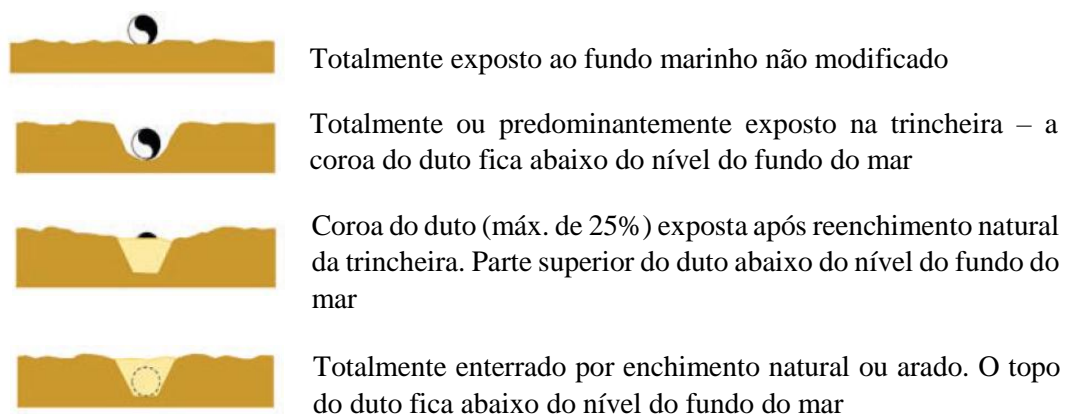 Totalmente exposto ao fundo marinho não modificado
Totalmente ou predominantemente exposto na trincheira – a
coroa do duto fica abaixo do nível do fundo do mar
Coroa do duto (máx. de 25%) exposta após reenchimento natural
da trincheira. Parte superior do duto abaixo do nível do fundo do
mar
Totalmente enterrado por enchimento natural ou arado. O topo
do duto fica abaixo do nível do fundo do mar